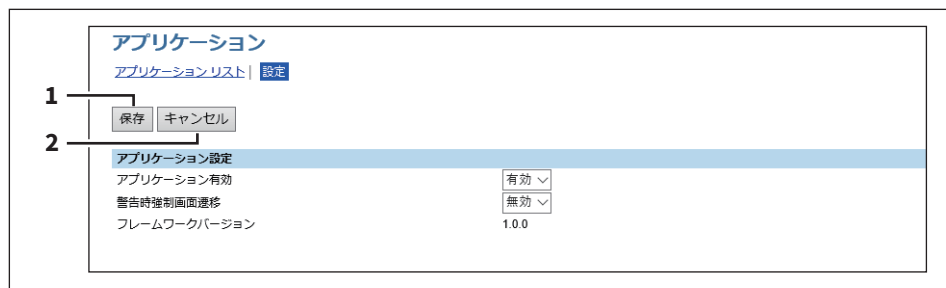 アプリケーション
アプリケーション リスト| 設定
1
保存 キャンセル
2
アプリケーション設定
アプリケーション有効 有効
警告時強制画面遷移 無効
フレームワークバージョン 1.0.0